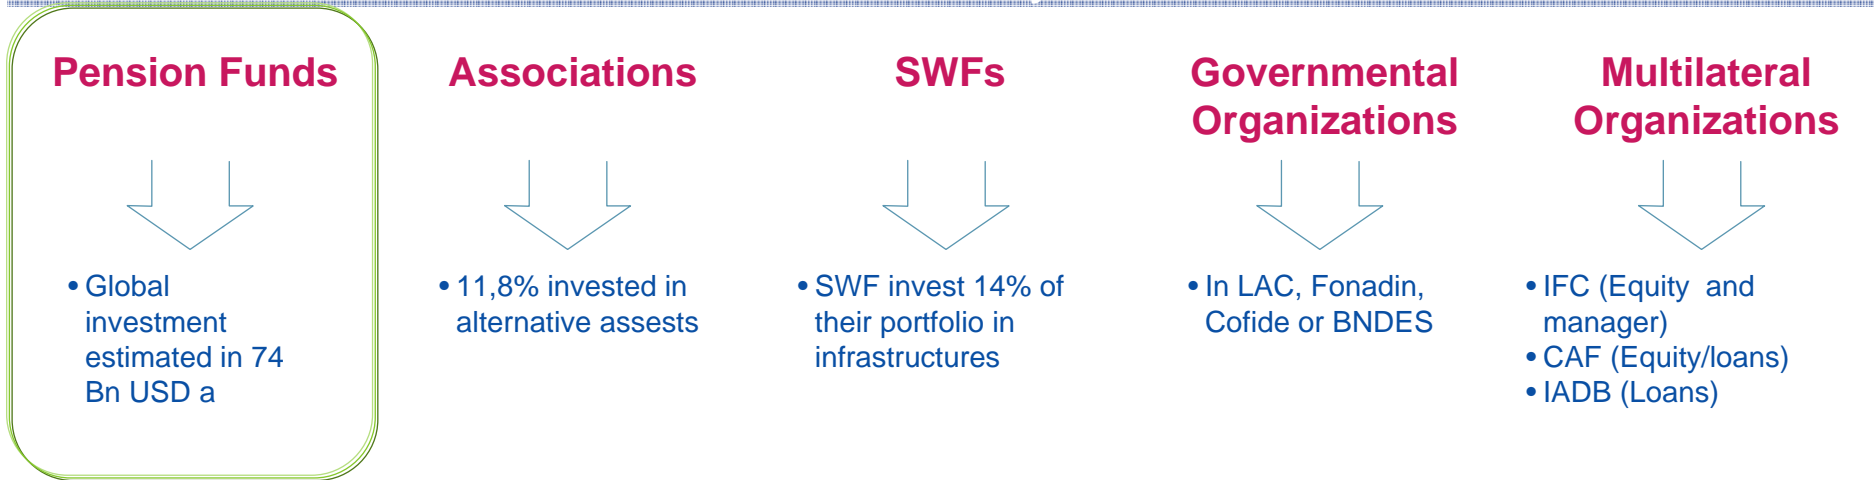 Pension Funds
• Global
investment
estimated in 74
Bn USD a
Associations
• 11,8% invested in
alternative assests
SWFs
• SWF invest 14% of
their portfolio in
infrastructures
Governmental
Organizations
• In LAC, Fonadin,
Cofide or BNDES
Multilateral
Organizations
• IFC (Equity and
manager)
• CAF (Equity/loans)
• IADB (Loans)